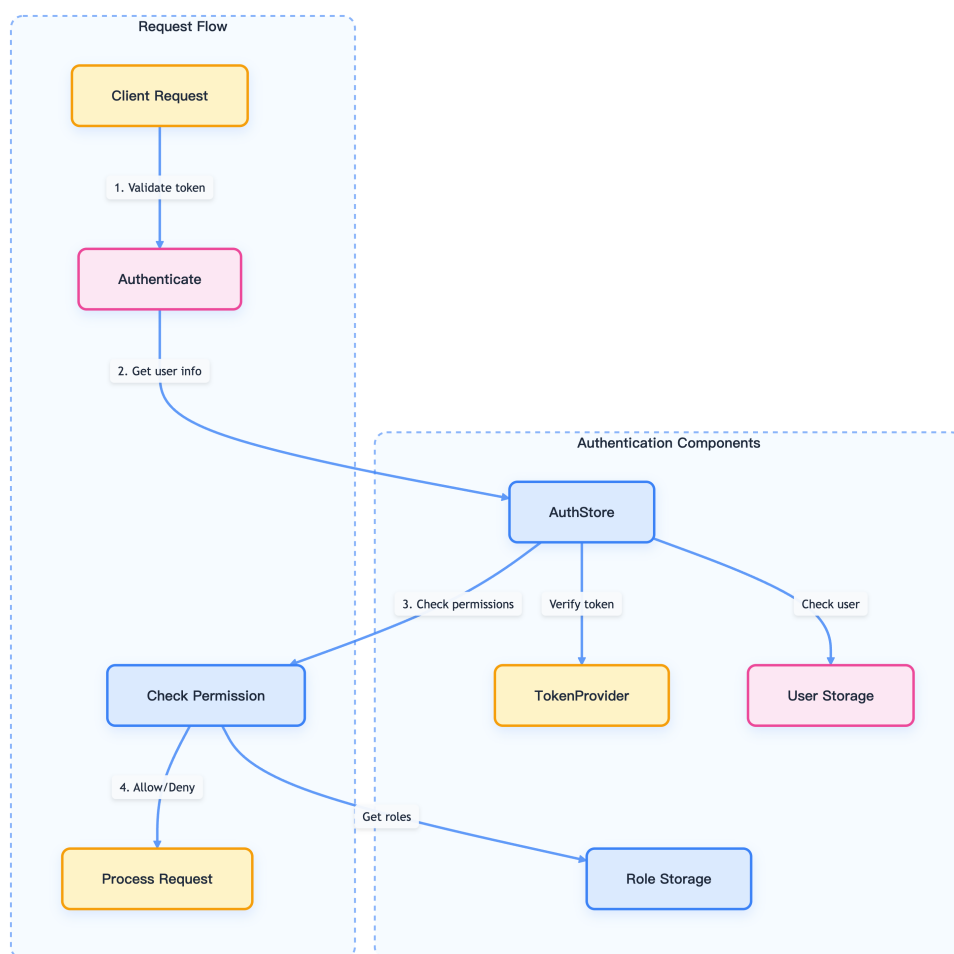 Request Flow
Client Request
1. Validate token
Authenticate
2. Get user info
Authentication Components
AuthStore
3. Check permissions
Verify token
Check user
Check Permission
TokenProvider
User Storage
4. Allow/Deny
Get roles
Process Request
Role Storage